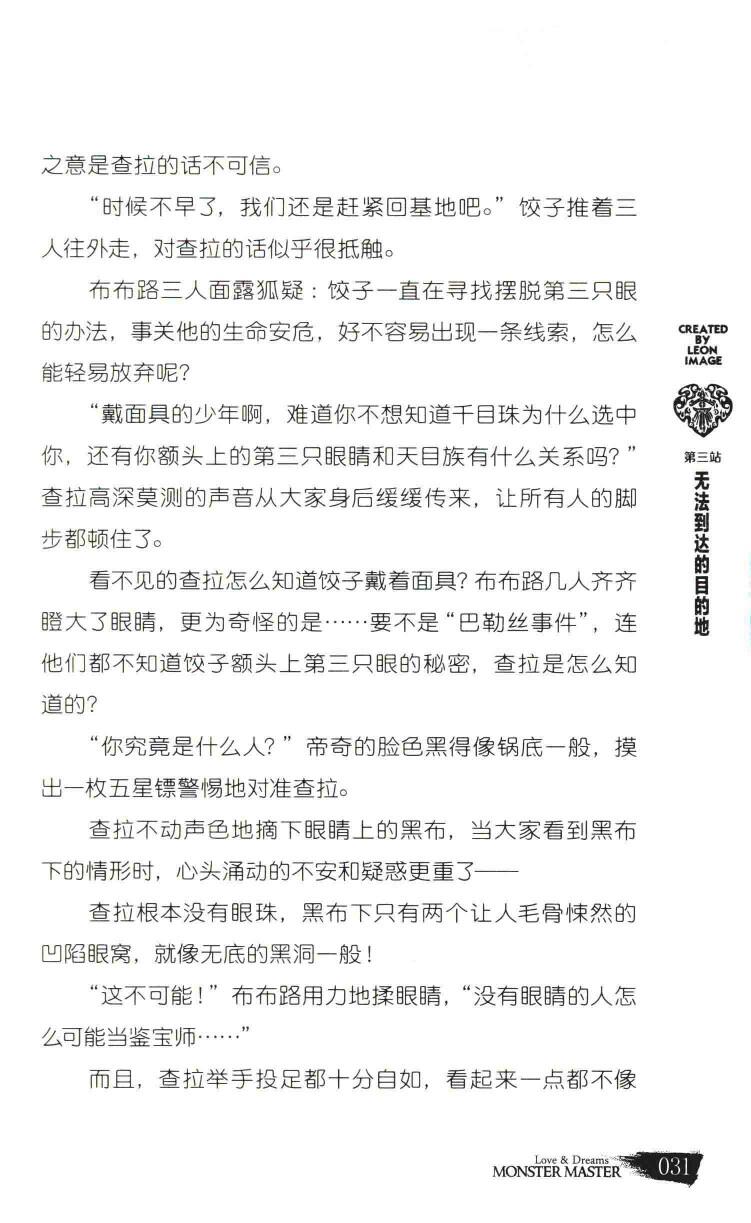 之意是查拉的话不可信。
“时候不早了，我们还是赶紧回基地吧。”饺子推着三
人往外走，对查拉的话似乎很抵触。
布布路三人面露狐疑：饺子一直在寻找摆脱第三只眼
的办法，事关他的生命安危，好不容易出现一条线索，怎么
能轻易放弃呢？
“戴面具的少年啊，难道你不想知道千目珠为什么选中
你，还有你额头上的第三只眼睛和天目族有什么关系吗？”
查拉高深莫测的声音从大家身后缓缓传来，让所有人的脚
步都顿住了。
看不见的查拉怎么知道饺子戴着面具？布布路几人齐齐
瞪大了眼睛，更为奇怪的是……要不是“巴勒丝事件”，连
他们都不知道饺子额头上第三只眼的秘密，查拉是怎么知
道的？
“你究竟是什么人？”帝奇的脸色黑得像锅底一般，摸
出一枚五星镖警惕地对准查拉。
查拉不动声色地摘下眼睛上的黑布，当大家看到黑布
下的情形时，心头涌动的不安和疑惑更重了——
查拉根本没有眼珠，黑布下只有两个让人毛骨悚然的
凹陷眼窝，就像无底的黑洞一般！
“这不可能！”布布路用力地揉眼睛，“没有眼睛的人怎
么可能当鉴宝师……”
而且，查拉举手投足都十分自如，看起来一点都不像
CREATED
BY
LEON
IMAGE
第三站
无法到达的目的地
Love & Dreams
MONSTER MASTER
031